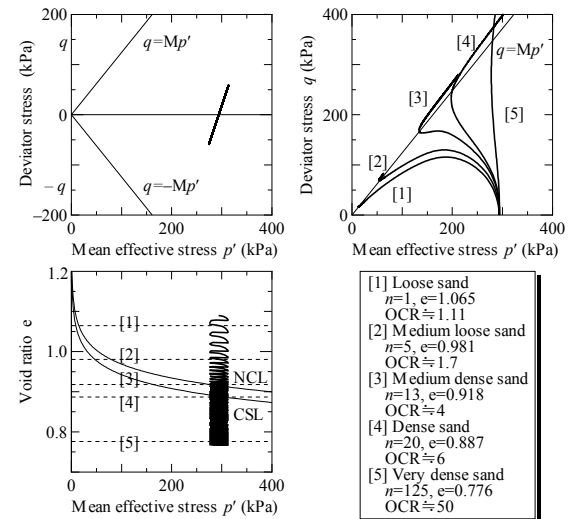 200
q
q=Mp′
Deviator stress (kPa)
0
– q
q=–Mp′
–200
0 200 400
Mean effective stress p′ (kPa)
400
[4]
q=Mp′
[3]
Deviator stress q (kPa)
200
[5]
[2]
[1]
0
0 200 400
Mean effective stress p′ (kPa)
1.2
[1]
Void ratio e
1.0
[2]
[3]
NCL
[4]
CSL
0.8
[5]
0 200 400
Mean effective stress p′ (kPa)
[1] Loose sand
n=1, e=1.065
OCR≒1.11
[2] Medium loose sand
n=5, e=0.981
OCR≒1.7
[3] Medium dense sand
n=13, e=0.918
OCR≒4
[4] Dense sand
n=20, e=0.887
OCR≒6
[5] Very dense sand
n=125, e=0.776
OCR≒50